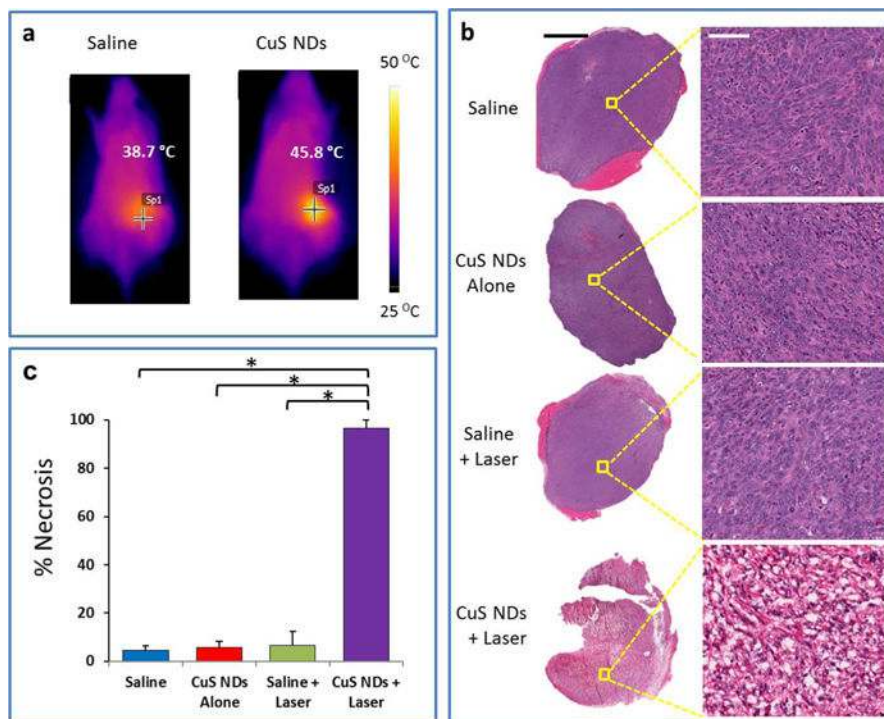 a
Saline
CuS NDs
50 °C
38.7 °C
45.8 °C
Sp1
Sp1
25 °C
b
Saline
CuS NDs
Alone
Saline
+ Laser
CuS NDs
+ Laser
c
*
*
*
% Necrosis
100
80
60
40
20
0
Saline
CuS NDs
Alone
Saline +
Laser
CuS NDs +
Laser